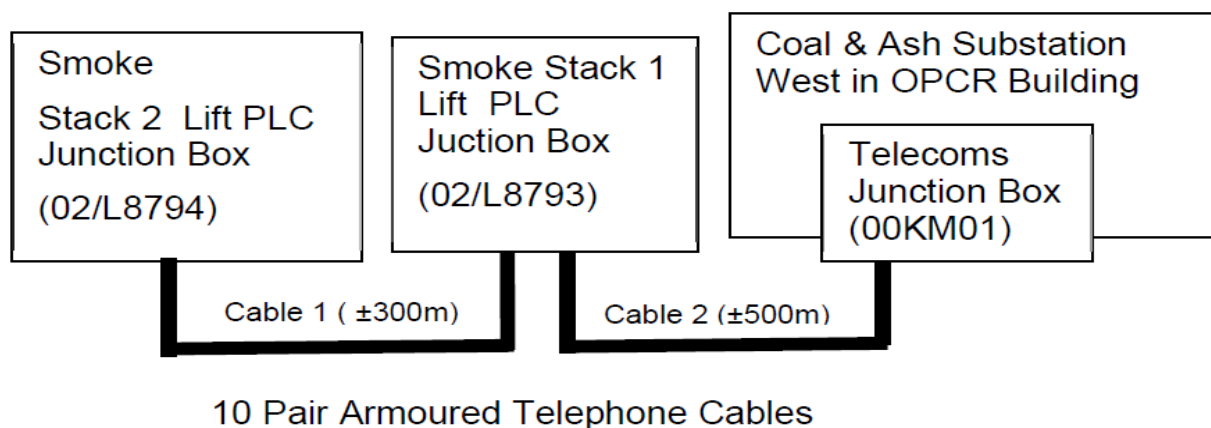 Smoke
Stack 2 Lift PLC
Junction Box
(02/L8794)
Smoke Stack 1
Lift PLC
Juction Box
(02/L8793)
Coal & Ash Substation
West in OPCR Building
Telecoms
Junction Box
(00KM01)
Cable 1 ( ±300m)
Cable 2 (±500m)
10 Pair Armoured Telephone Cables